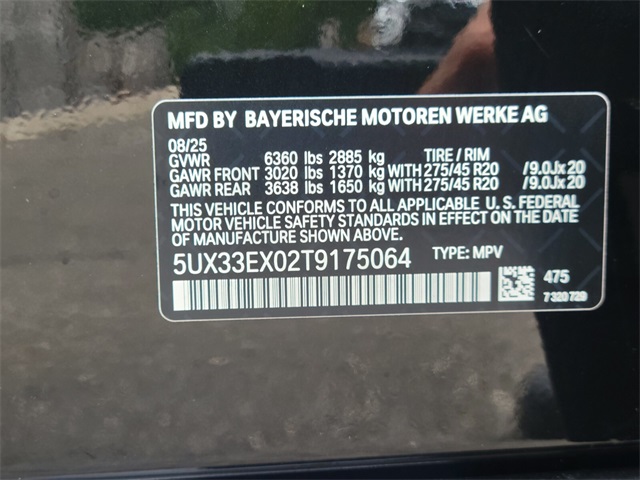 MFD BY BAYERISCHE MOTOREN WERKE AG
08/25
GVWR 6360 lbs 2885 kg TIRE / RIM
GAWR FRONT 3020 lbs 1370 kg WITH 275/45 R20 /9.0Jx20
GAWR REAR 3638 lbs 1650 kg WITH 275/45 R20 /9.0Jx20
THIS VEHICLE CONFORMS TO ALL APPLICABLE U.S. FEDERAL
MOTOR VEHICLE SAFETY STANDARDS IN EFFECT ON THE DATE
OF MANUFACTURE SHOWN ABOVE.
5UX33EX02T9175064 TYPE: MPV
475
7 320 729